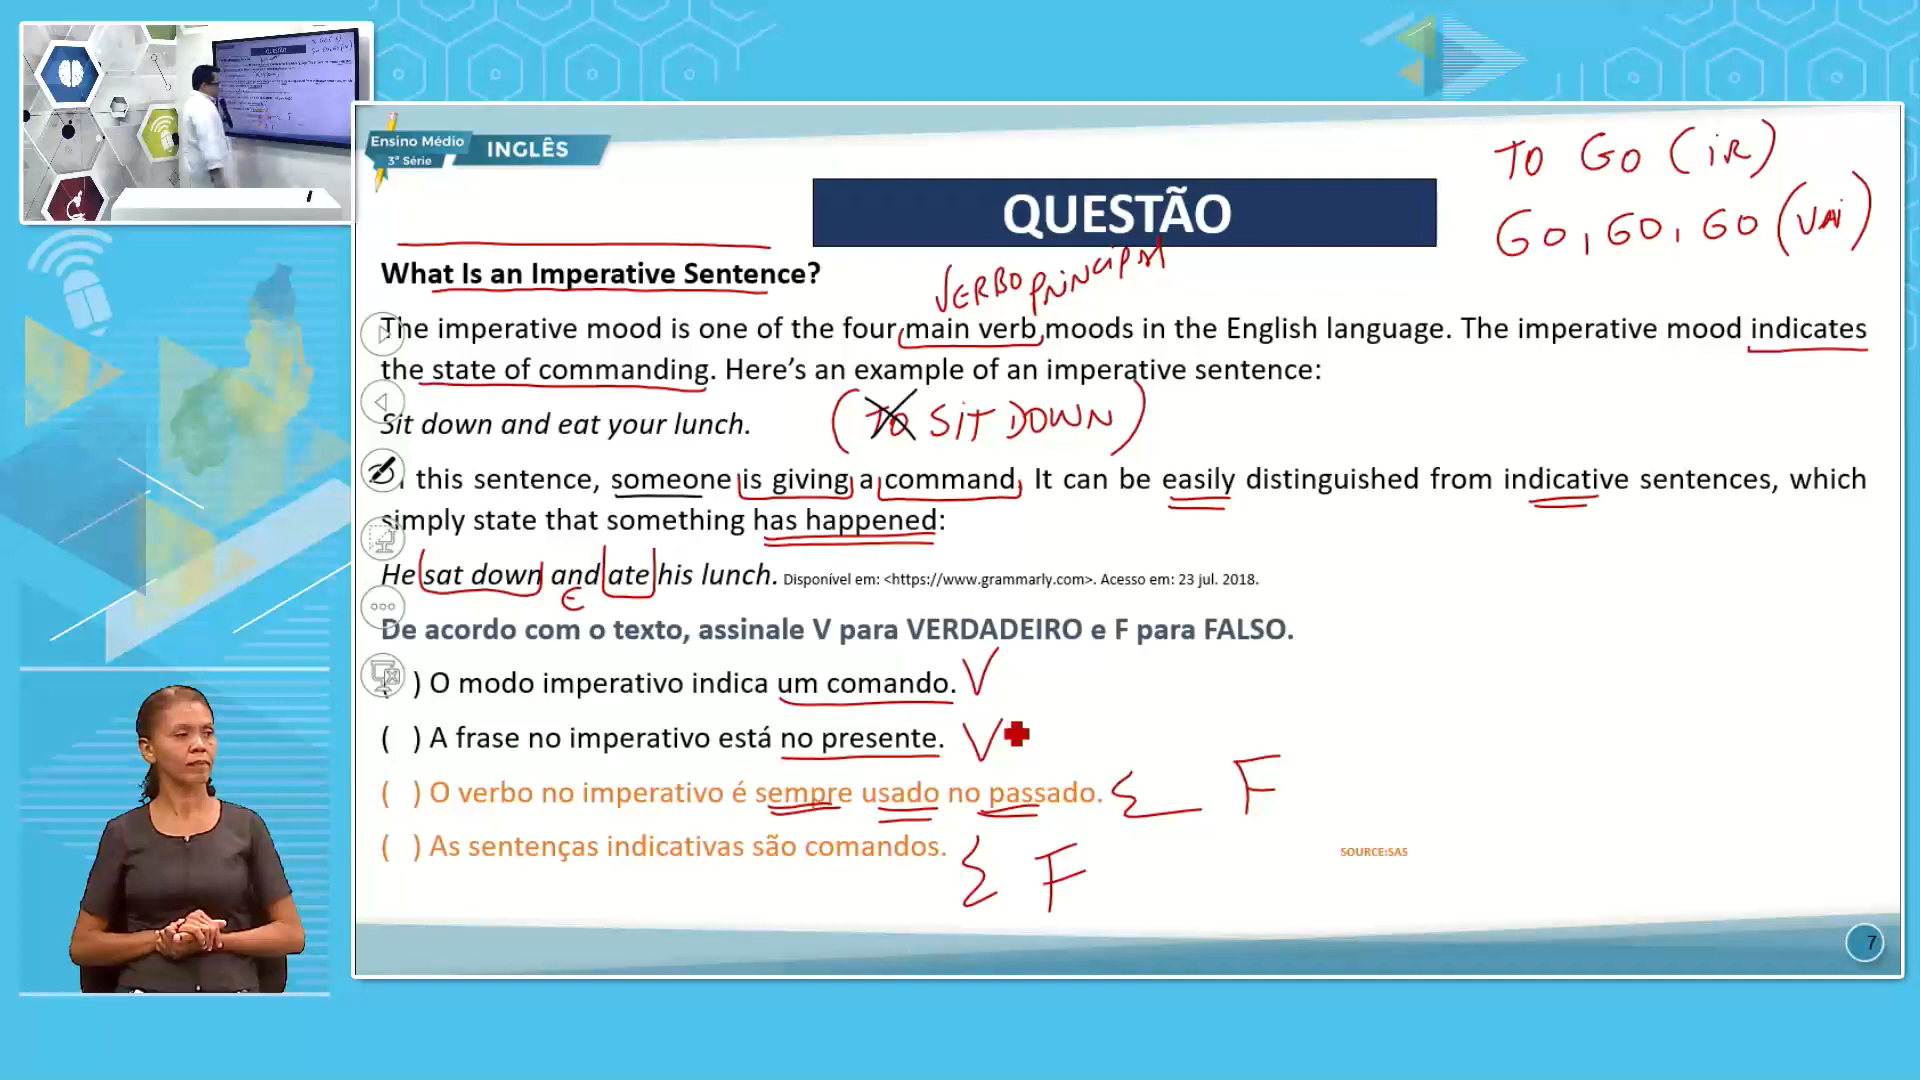 Ensino Médio
3ª Série
INGLÊS
QUESTÃO
TO GO (iR)
GO, GO, GO (VAi)
What Is an Imperative Sentence?
VERBO PRINCIPAL
The imperative mood is one of the four main verb moods in the English language. The imperative mood indicates
the state of commanding. Here's an example of an imperative sentence:
Sit down and eat your lunch.
(TO SIT DOWN)
this sentence, someone is giving a command. It can be easily distinguished from indicative sentences, which
simply state that something has happened:
He sat down and ate his lunch. Disponível em: <https://www.grammarly.com>. Acesso em: 23 jul. 2018.
E
De acordo com o texto, assinale V para VERDADEIRO e F para FALSO.
( ) O modo imperativo indica um comando. V
( ) A frase no imperativo está no presente. V
( ) O verbo no imperativo é sempre usado no passado. F
( ) As sentenças indicativas são comandos. F
SOURCE:SAS
7